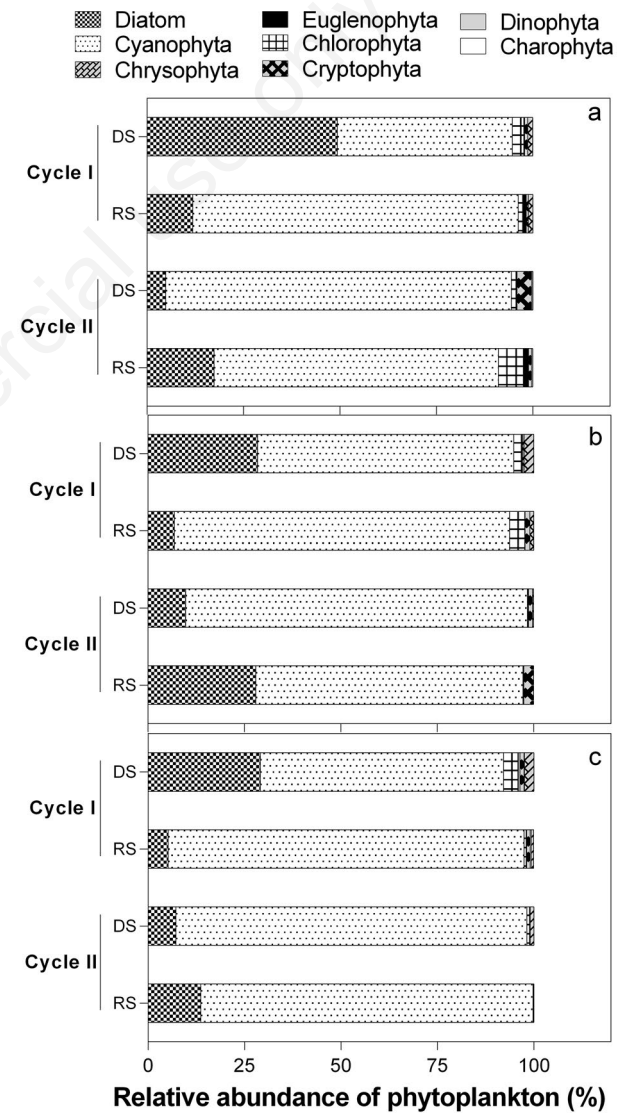 Diatom Euglenophyta Dinophyta
Cyanophyta Chlorophyta Charophyta
Chrysophyta Cryptophyta
a
DS
Cycle I
RS
DS
Cycle II
RS
b
DS
Cycle I
RS
DS
Cycle II
RS
c
DS
Cycle I
RS
DS
Cycle II
RS
0 25 50 75 100
Relative abundance of phytoplankton (%)